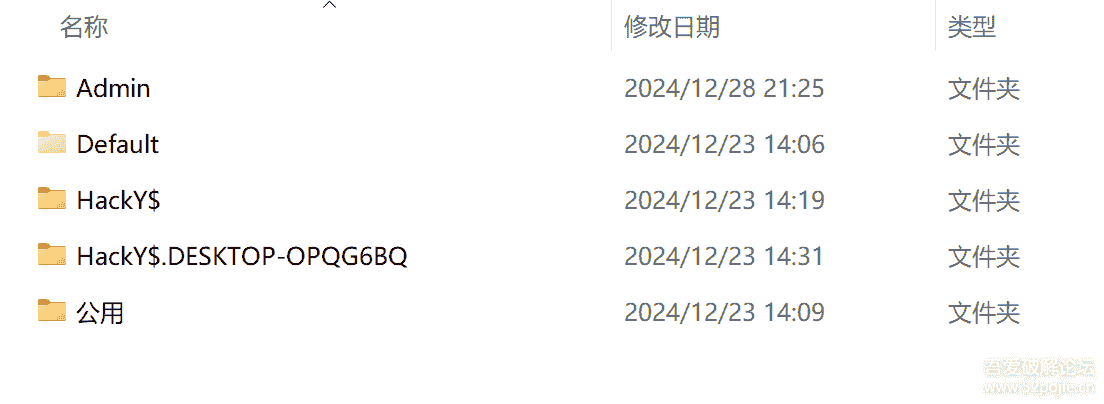 名称 修改日期 类型
Admin 2024/12/28 21:25 文件夹
Default 2024/12/23 14:06 文件夹
HackY$ 2024/12/23 14:19 文件夹
HackY$.DESKTOP-OPQG6BQ 2024/12/23 14:31 文件夹
公用 2024/12/23 14:09 文件夹
吾爱破解论坛
www.52pojie.cn